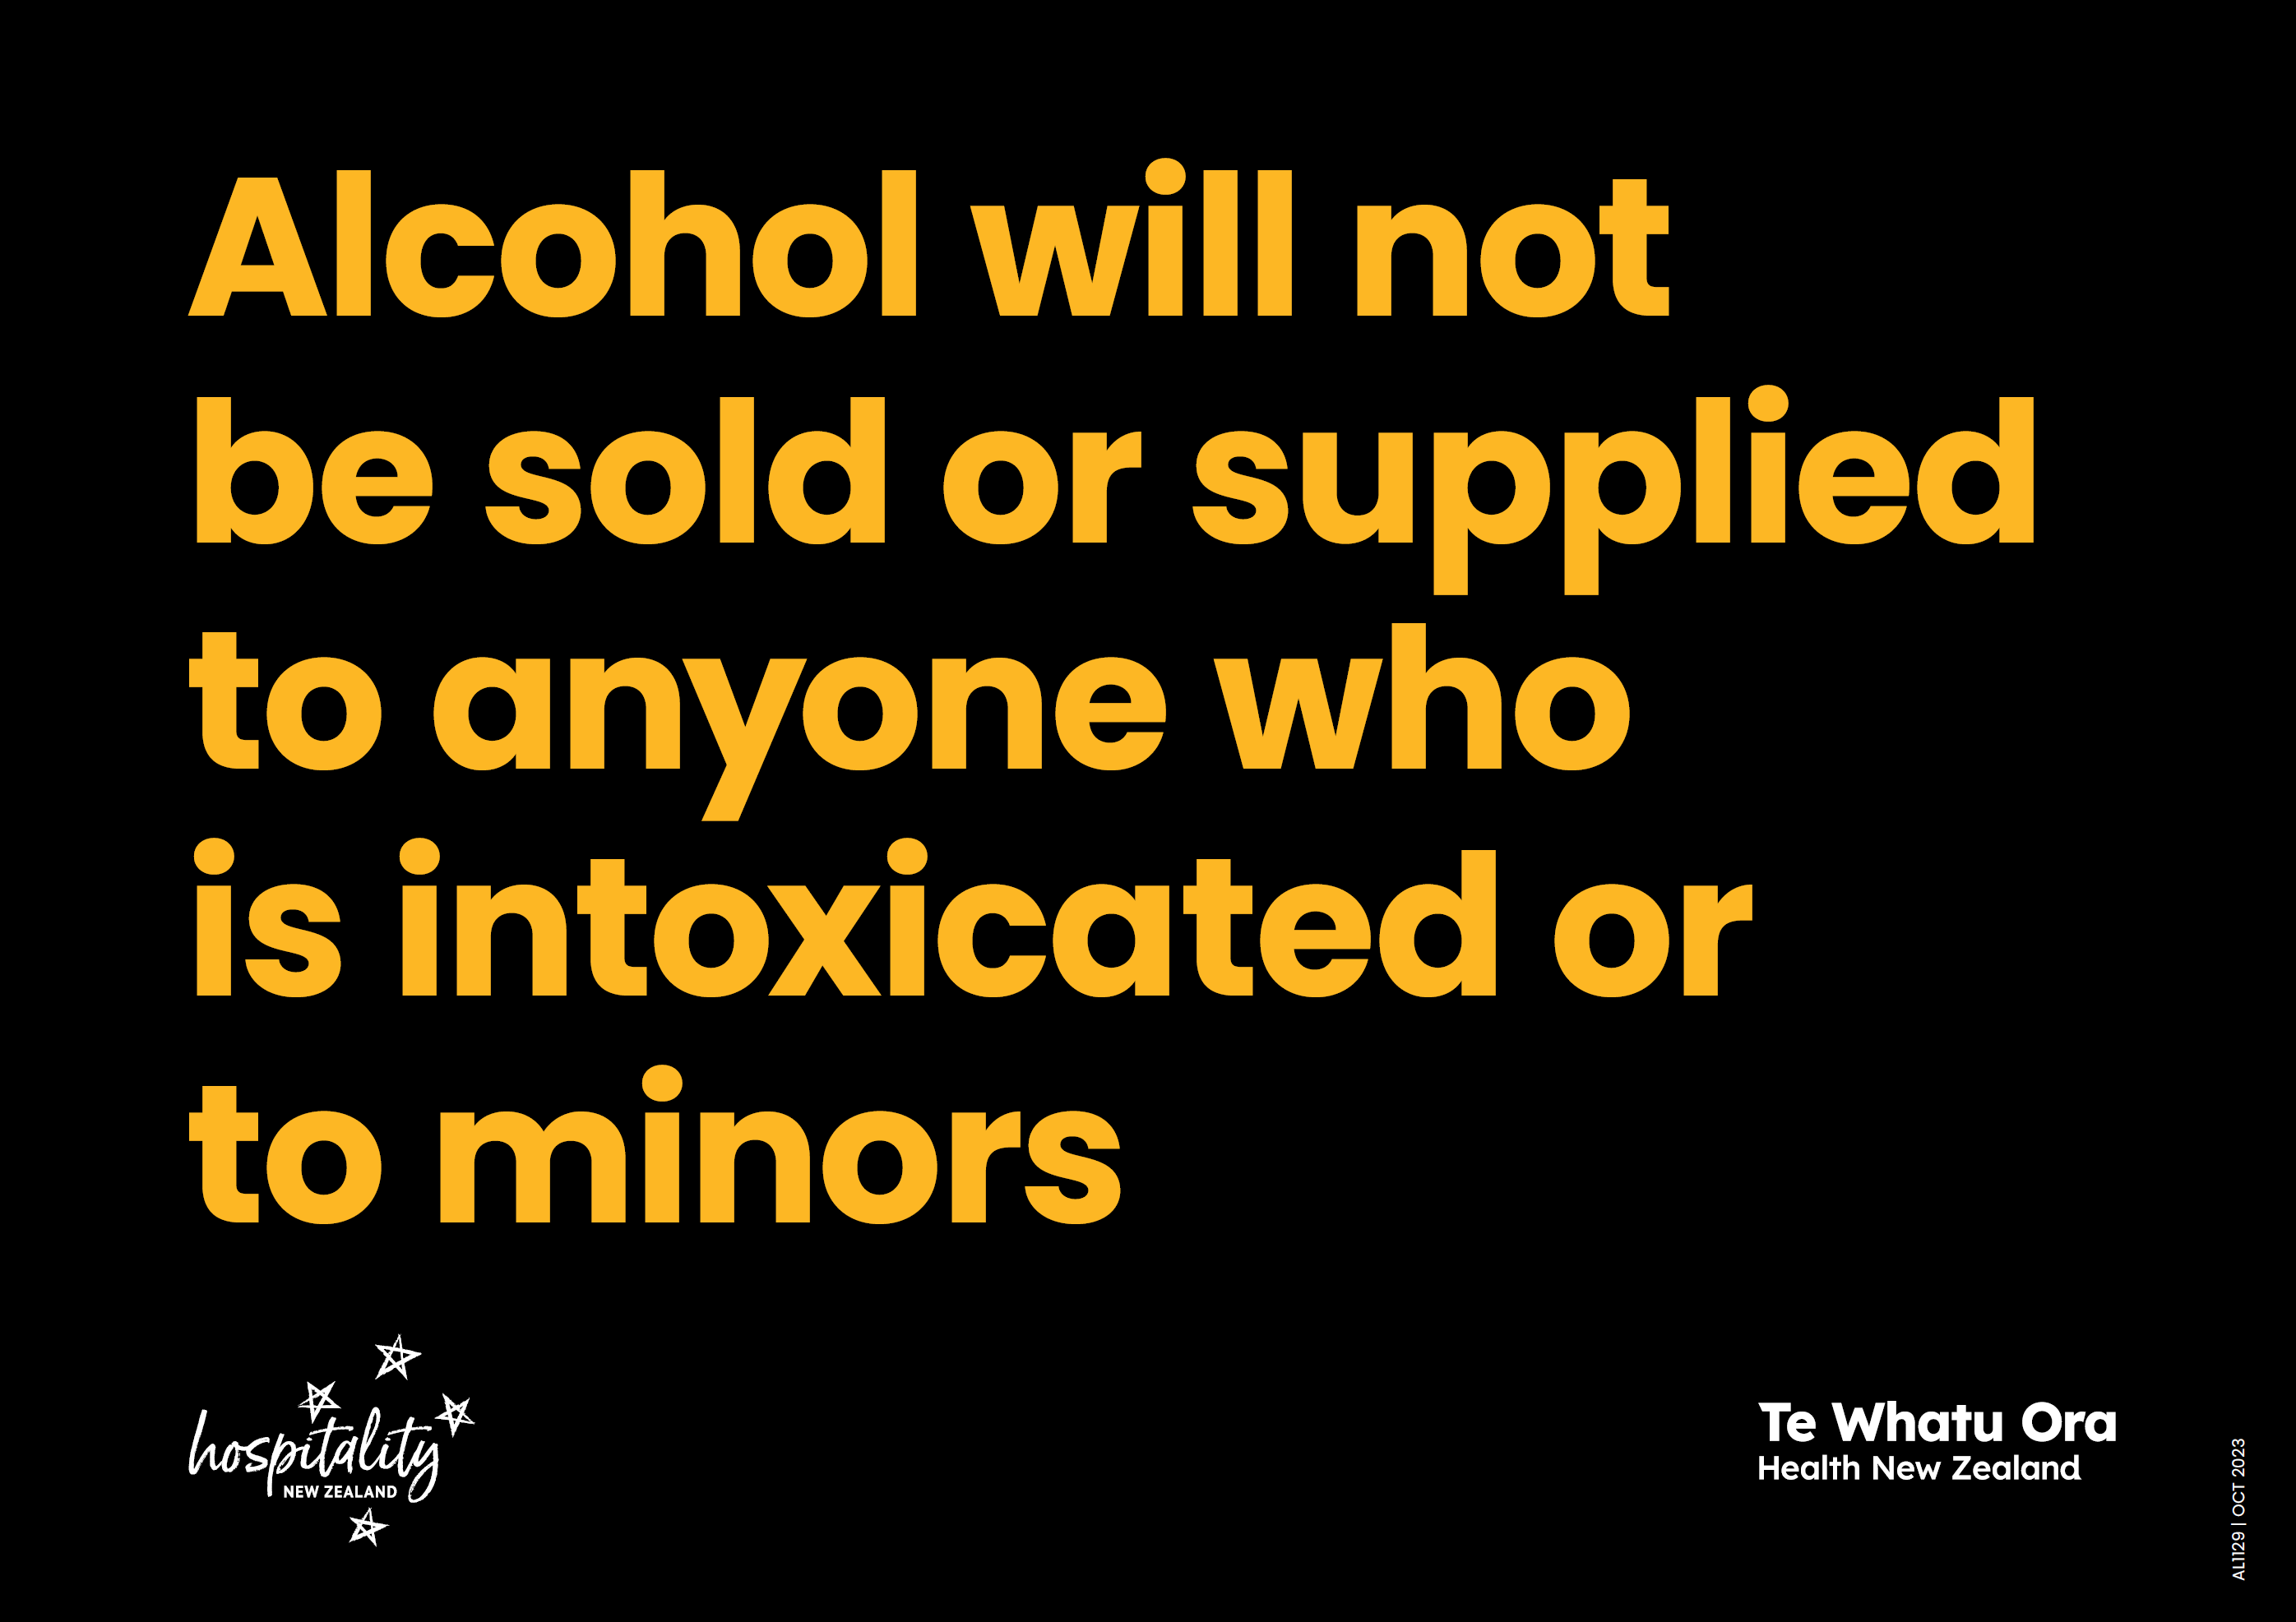 Alcohol will not
be sold or supplied
to anyone who
is intoxicated or
to minors
hospitality
NEW ZEALAND
Te Whatu Ora
Health New Zealand
AL1129 | OCT 2023